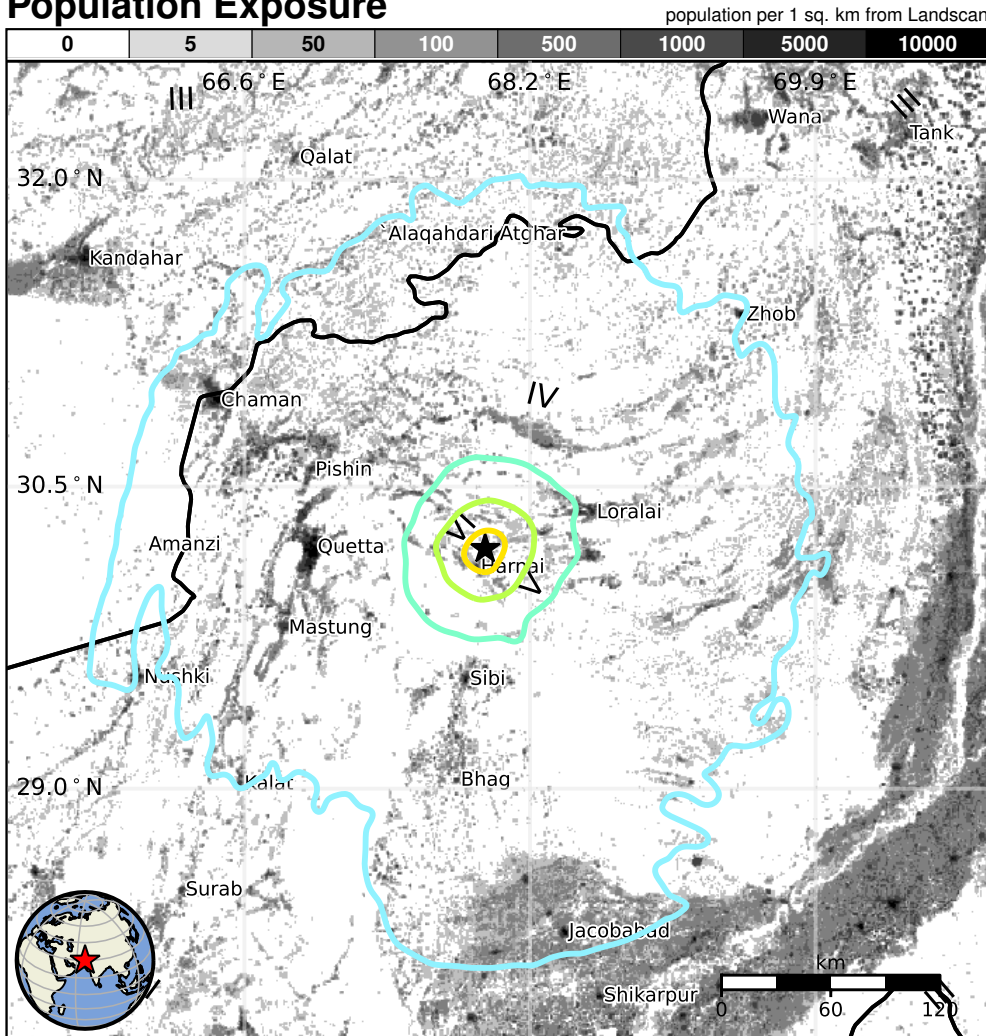 Population Exposure
population per 1 sq. km from Landscan
0 5 50 100 500 1000 5000 10000
66.6°E 68.2°E 69.9°E
III III
Wana
Tank
Qalat
32.0°N
`Alaqahdari Atghar
Kandahar
Zhob
IV
Chaman
Pishin
30.5°N
Loralai
VI
Amanzi
Quetta
Harnai
V
Mastung
Nushki
Sibi
Kalat
Bhag
29.0°N
Surab
Jacobabad
km
Shikarpur
0 60 120